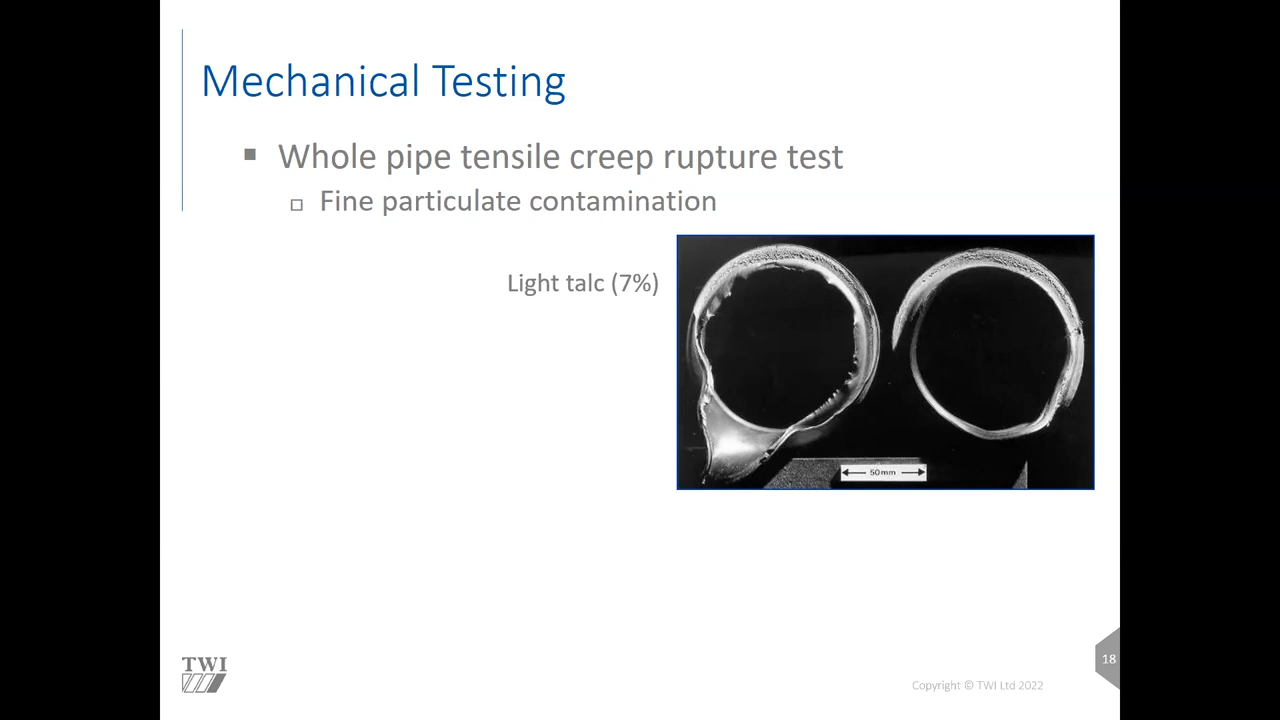 Mechanical Testing
Whole pipe tensile creep rupture test
Fine particulate contamination
Light talc (7%)
50mm
TWI
18
Copyright © TWI Ltd 2022